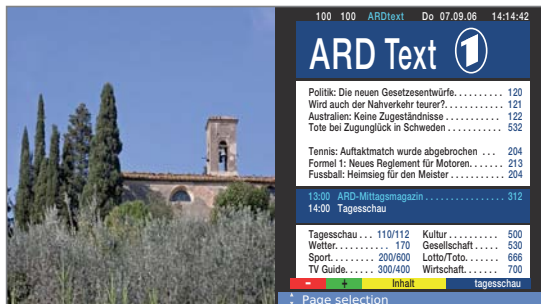 100 100 ARDtext Do 07.09.06 14:14:42
ARD Text 1
Politik: Die neuen Gesetzesentwürfe.......... 120
Wird auch der Nahverkehr teurer?............ 121
Australien: Keine Zugeständnisse ............ 122
Tote bei Zugunglück in Schweden ........... 532
Tennis: Auftaktmatch wurde abgebrochen ... 204
Formel 1: Neues Reglement für Motoren....... 213
Fussball: Heimsieg für den Meister ........... 204
13:00 ARD-Mittagsmagazin ................ 312
14:00 Tagesschau
Tagesschau ... 110/112 Kultur ............ 500
Wetter.......... 170 Gesellschaft ..... 530
Sport........ 200/600 Lotto/Toto....... 666
TV Guide...... 300/400 Wirtschaft....... 700
- + Inhalt tagesschau
Page selection